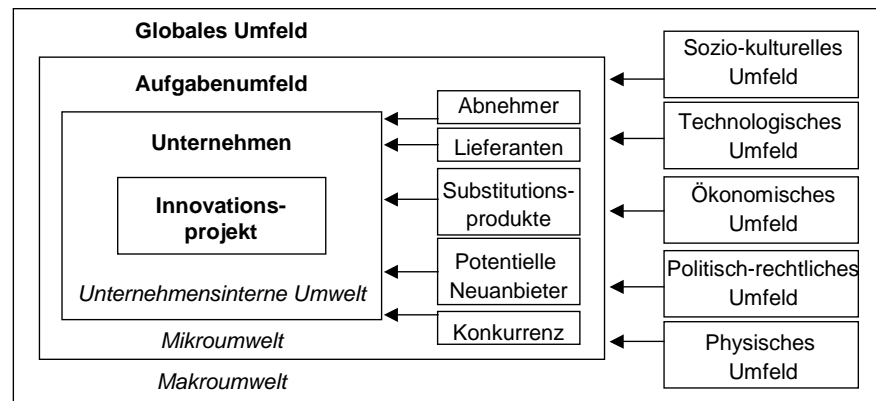 Globales Umfeld
Aufgabenumfeld
Unternehmen
Innovations-
projekt
Unternehmensinterne Umwelt
Mikroumwelt
Makroumwelt
Abnehmer
Lieferanten
Substitutions-
produkte
Potentielle
Neuanbieter
Konkurrenz
Sozio-kulturelles
Umfeld
Technologisches
Umfeld
Ökonomisches
Umfeld
Politisch-rechtliches
Umfeld
Physisches
Umfeld